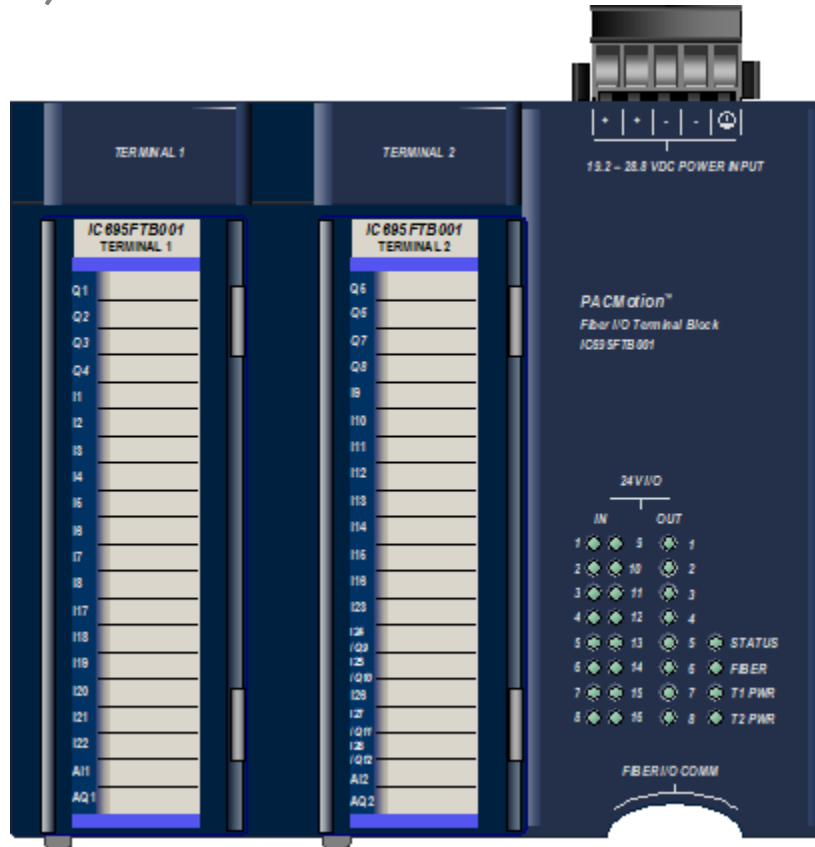 TERMINAL 1
TERMINAL 2
+ + - -
19.2 – 28.8 VDC POWER INPUT
IC695FTB001
TERMINAL 1
Q1
Q2
Q3
Q4
I1
I2
I3
I4
I5
I6
I7
I8
I17
I18
I19
I20
I21
I22
AI1
AQ1
IC695FTB001
TERMINAL 2
Q6
Q5
Q7
Q8
I9
I10
I11
I12
I13
I14
I15
I16
I23
I24
/Q9
I25
/Q10
I26
I27
/Q11
I28
/Q12
AI2
AQ2
PACMotion™
Fiber I/O Terminal Block
IC695FTB001
24V I/O
IN OUT
1 9 1
2 10 2
3 11 3
4 12 4
5 13 5 STATUS
6 14 6 FIBER
7 15 7 T1 PWR
8 16 8 T2 PWR
FIBER I/O COMM